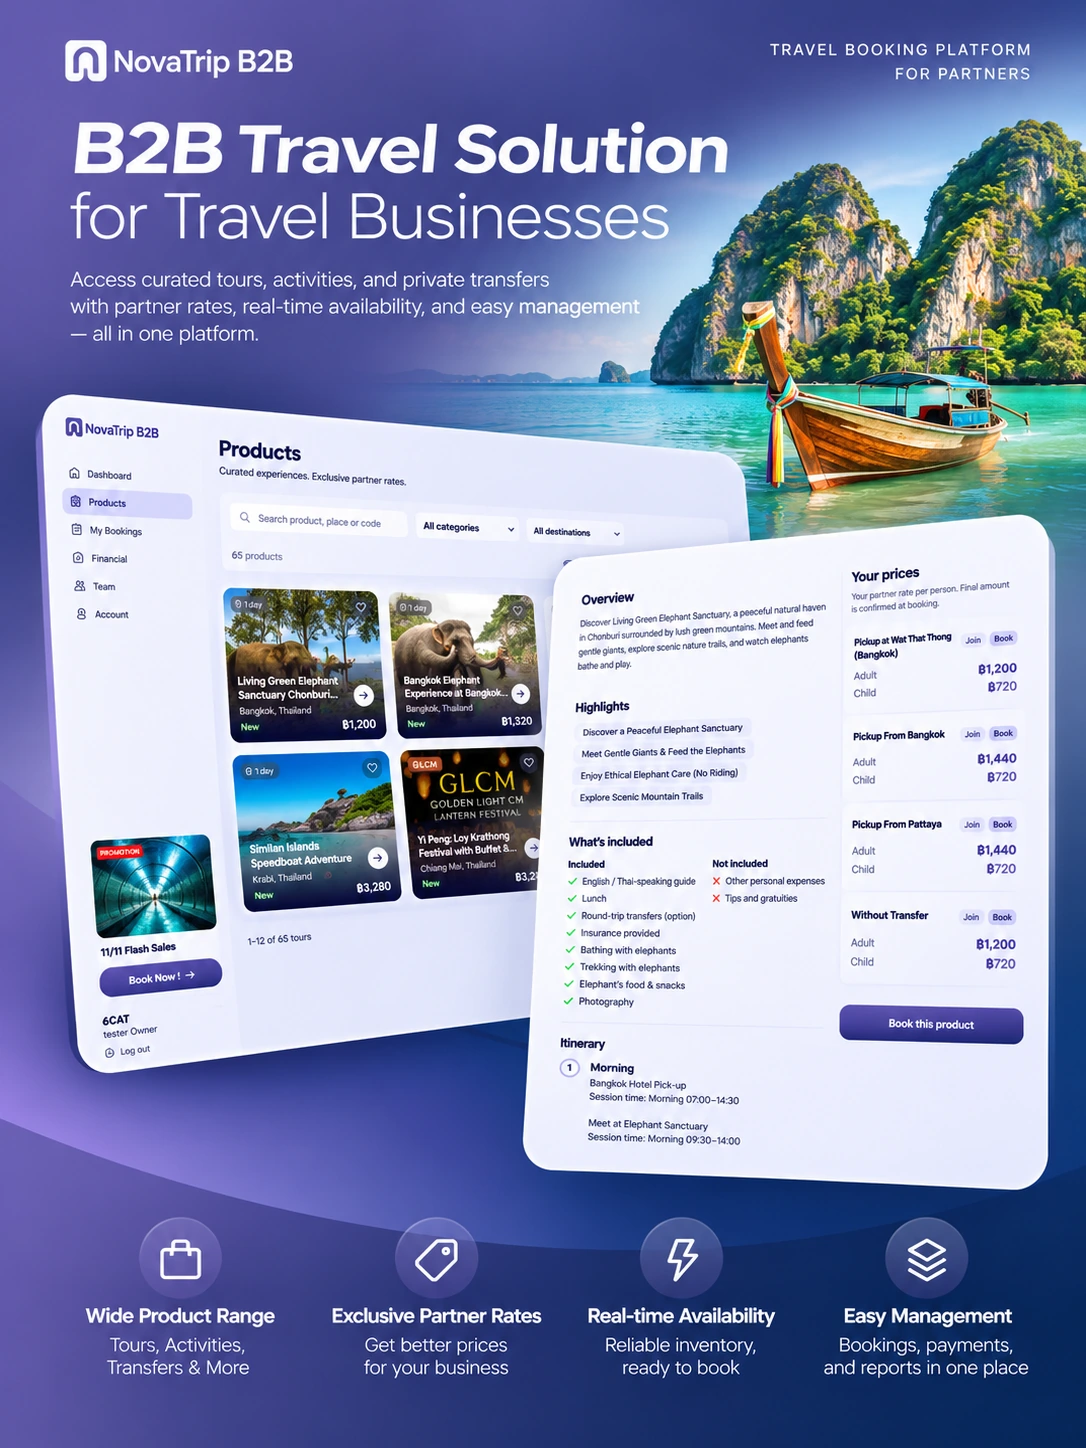 NovaTrip B2B
TRAVEL BOOKING PLATFORM
FOR PARTNERS
B2B Travel Solution
for Travel Businesses
Access curated tours, activities, and private transfers
with partner rates, real-time availability, and easy management
— all in one platform.
NovaTrip B2B
Dashboard
Products
My Bookings
Financial
Team
Account
PROMOTION
11/11 Flash Sales
Book Now ! →
6CAT
tester Owner
Log out
Products
Curated experiences. Exclusive partner rates.
Search product, place or code
All categories
All destinations
65 products
1 day
Living Green Elephant
Sanctuary Chonburi...
Bangkok, Thailand
New
฿1,200
1 day
Bangkok Elephant
Experience at Bangkok...
Bangkok, Thailand
New
฿1,320
1 day
Similan Islands
Speedboat Adventure
Krabi, Thailand
New
฿3,280
GLCM
GLCM
GOLDEN LIGHT CM
LANTERN FESTIVAL
Yi Peng: Loy Krathong
Festival with Buffet &...
Chiang Mai, Thailand
New
1-12 of 65 tours
Overview
Discover Living Green Elephant Sanctuary, a peeceful natural haven
in Chonburi surrounded by lush green mountains. Meet and feed
gentle giants, explore scenic nature trails, and watch elephants
bathe and play.
Highlights
Discover a Peaceful Elephant Sanctuary
Meet Gentle Giants & Feed the Elephants
Enjoy Ethical Elephant Care (No Riding)
Explore Scenic Mountain Trails
What's included
Included
English / Thai-speaking guide
Lunch
Round-trip transfers (option)
Insurance provided
Bathing with elephants
Trekking with elephants
Elephant's food & snacks
Photography
Not included
Other personal expenses
Tips and gratuities
Itinerary
1
Morning
Bangkok Hotel Pick-up
Session time: Morning 07:00–14:30
Meet at Elephant Sanctuary
Session time: Morning 09:30–14:00
Your prices
Your partner rate per person. Final amount
is confirmed at booking.
Pickup at Wat That Thong
(Bangkok)
Join Book
Adult ฿1,200
Child ฿720
Pickup From Bangkok Join Book
Adult ฿1,440
Child ฿720
Pickup From Pattaya Join Book
Adult ฿1,440
Child ฿720
Without Transfer Join Book
Adult ฿1,200
Child ฿720
Book this product
Wide Product Range
Tours, Activities,
Transfers & More
Exclusive Partner Rates
Get better prices
for your business
Real-time Availability
Reliable inventory,
ready to book
Easy Management
Bookings, payments,
and reports in one place